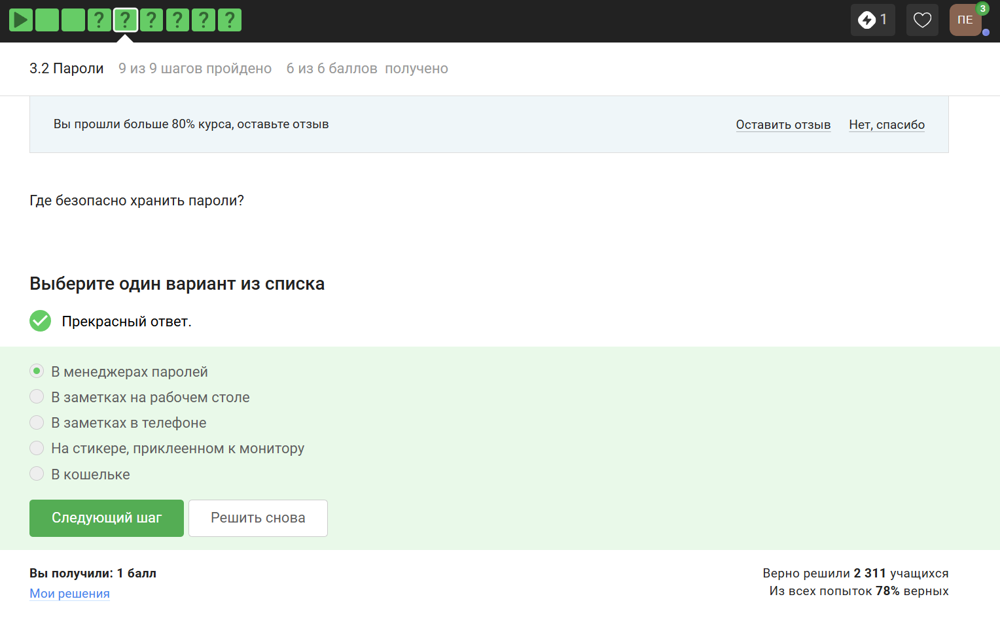 ? ? ? ? ? ?
1
ПЕ
3
3.2 Пароли 9 из 9 шагов пройдено 6 из 6 баллов получено
Вы прошли больше 80% курса, оставьте отзыв
Оставить отзыв Нет, спасибо
Где безопасно хранить пароли?
Выберите один вариант из списка
Прекрасный ответ.
В менеджерах паролей
В заметках на рабочем столе
В заметках в телефоне
На стикере, приклеенном к монитору
В кошельке
Следующий шаг Решить снова
Вы получили: 1 балл
Мои решения
Верно решили 2 311 учащихся
Из всех попыток 78% верных